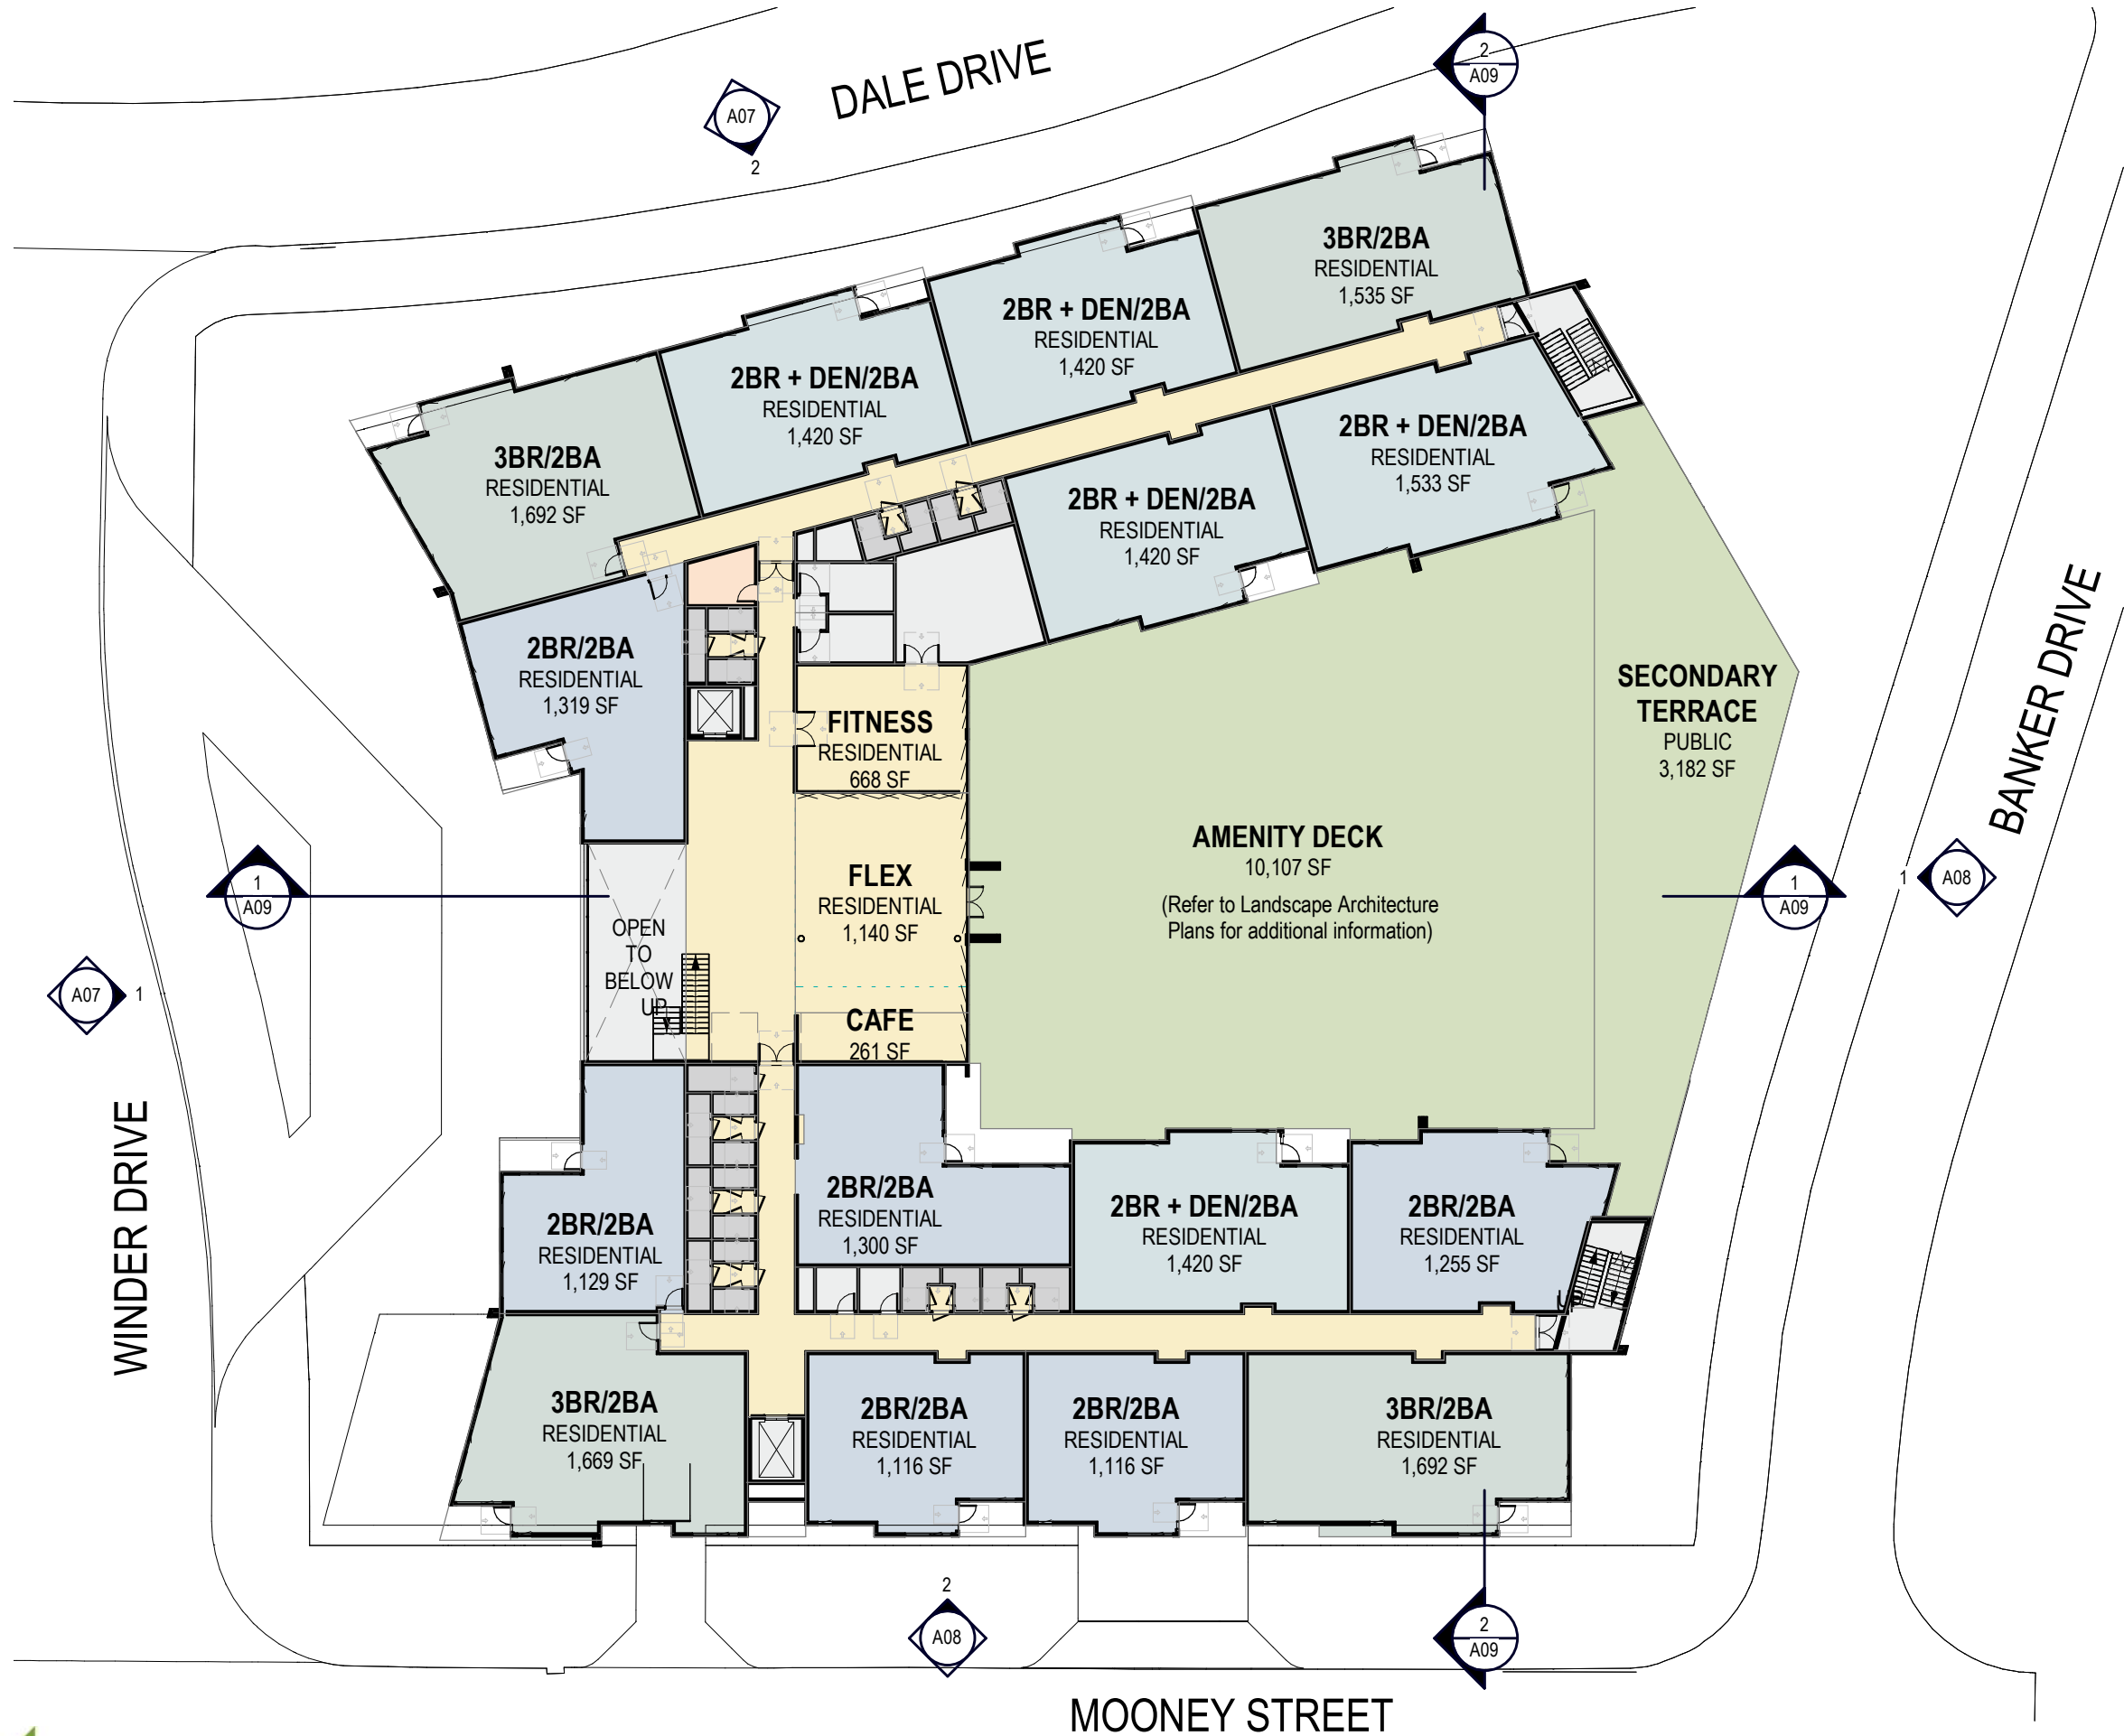 DALE DRIVE
2
A09
A07
2
3BR/2BA
RESIDENTIAL
1,535 SF
2BR + DEN/2BA
RESIDENTIAL
1,420 SF
2BR + DEN/2BA
RESIDENTIAL
1,420 SF
3BR/2BA
RESIDENTIAL
1,692 SF
2BR + DEN/2BA
RESIDENTIAL
1,533 SF
2BR + DEN/2BA
RESIDENTIAL
1,420 SF
2BR/2BA
RESIDENTIAL
1,319 SF
FITNESS
RESIDENTIAL
668 SF
SECONDARY
TERRACE
PUBLIC
3,182 SF
BANKER DRIVE
AMENITY DECK
10,107 SF
(Refer to Landscape Architecture
Plans for additional information)
FLEX
RESIDENTIAL
1,140 SF
1
A09
1
A09
1
A08
OPEN
TO
BELOW
UP
A07
1
CAFE
261 SF
WINDER DRIVE
2BR/2BA
RESIDENTIAL
1,129 SF
2BR/2BA
RESIDENTIAL
1,300 SF
2BR + DEN/2BA
RESIDENTIAL
1,420 SF
2BR/2BA
RESIDENTIAL
1,255 SF
3BR/2BA
RESIDENTIAL
1,669 SF
2BR/2BA
RESIDENTIAL
1,116 SF
2BR/2BA
RESIDENTIAL
1,116 SF
3BR/2BA
RESIDENTIAL
1,692 SF
2
A08
2
A09
MOONEY STREET